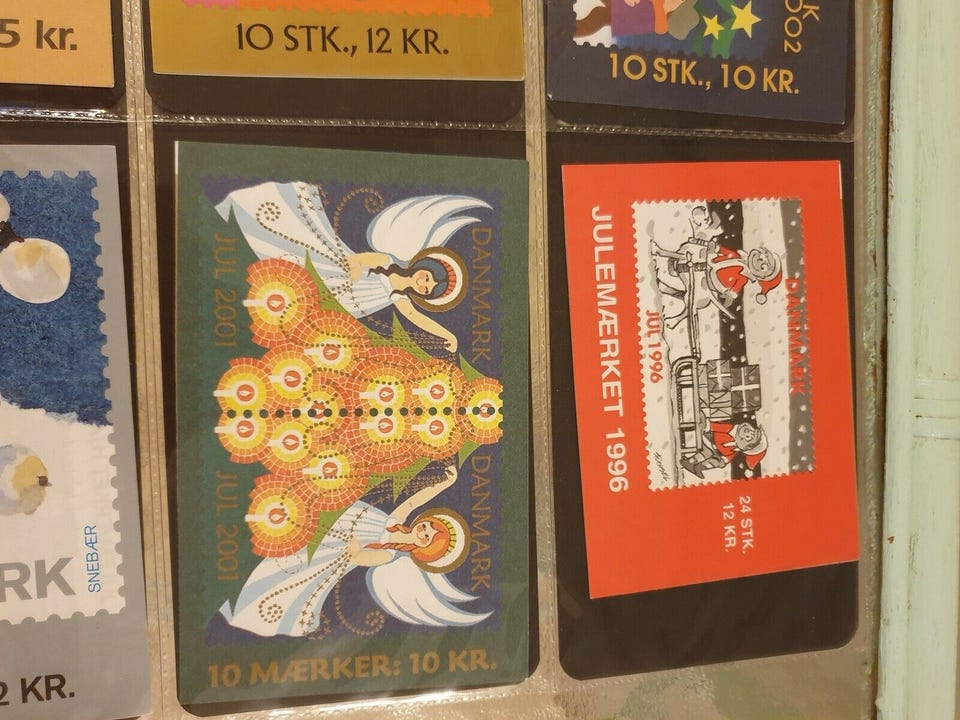 5 kr.
10 STK., 12 KR.
K
002
10 STK., 10 KR.
RK
SNEBÆR
2 KR.
DANMARK
JUL 2001
DANMARK
JUL 2001
10 MÆRKER: 10 KR.
DANMARK
JUL 1996
JULEMÆRKET 1996
24 STK.
12 KR.